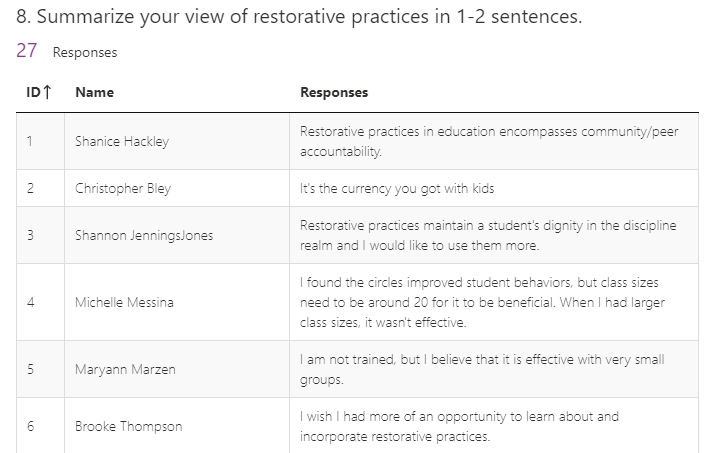 8. Summarize your view of restorative practices in 1-2 sentences.
27 Responses
ID↑ Name Responses
1 Shanice Hackley Restorative practices in education encompasses community/peer
accountability.
2 Christopher Bley It's the currency you got with kids
3 Shannon JenningsJones Restorative practices maintain a student's dignity in the discipline
realm and I would like to use them more.
4 Michelle Messina I found the circles improved student behaviors, but class sizes
need to be around 20 for it to be beneficial. When I had larger
class sizes, it wasn't effective.
5 Maryann Marzen I am not trained, but I believe that it is effective with very small
groups.
6 Brooke Thompson I wish I had more of an opportunity to learn about and
incorporate restorative practices.